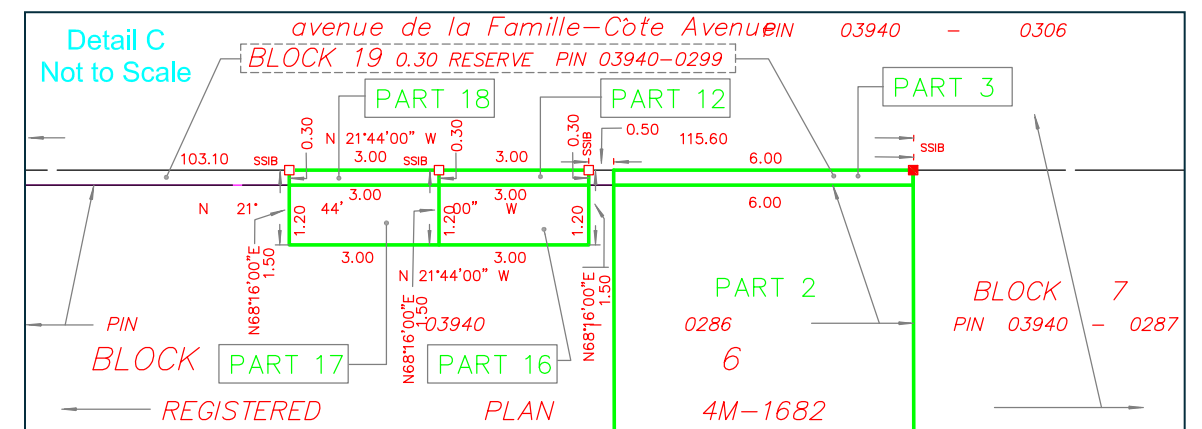 Detail C
Not to Scale
avenue de la Famille-Côte Avenue
PIN 03940 - 0306
BLOCK 19 0.30 RESERVE PIN 03940-0299
PART 18
PART 12
PART 3
0.30
N 21°44'00" W
0.30
0.30
0.50
115.60
SSIB
SSIB
103.10
SSIB
3.00
SSIB
3.00
6.00
3.00
3.00
6.00
N 21° 44' 00" W
1.20
1.20
1.20
3.00
3.00
N 21°44'00" W
N68°16'00"E
1.50
N68°16'00"E
1.50
N68°16'00"E
1.50
PART 2
BLOCK 7
PIN 03940 - 0287
PIN 03940 0286
BLOCK 6
PART 17
PART 16
REGISTERED PLAN 4M-1682